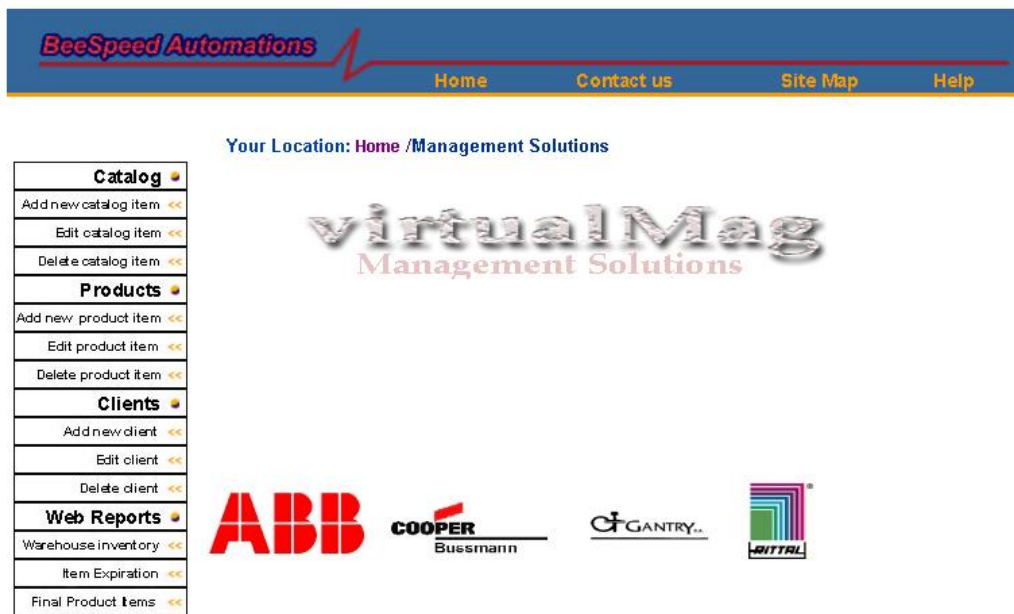 BeeSpeed Automations
Home Contact us Site Map Help
Your Location: Home /Management Solutions
Catalog
Add new catalog item <<
Edit catalog item <<
Delete catalog item <<
Products
Add new product item <<
Edit product item <<
Delete product item <<
Clients
Add new client <<
Edit client <<
Delete client <<
Web Reports
Warehouse inventory <<
Item Expiration <<
Final Product Items <<
virtualMag
Management Solutions
ABB
COOPER
Bussmann
GANTRY
RITTAL